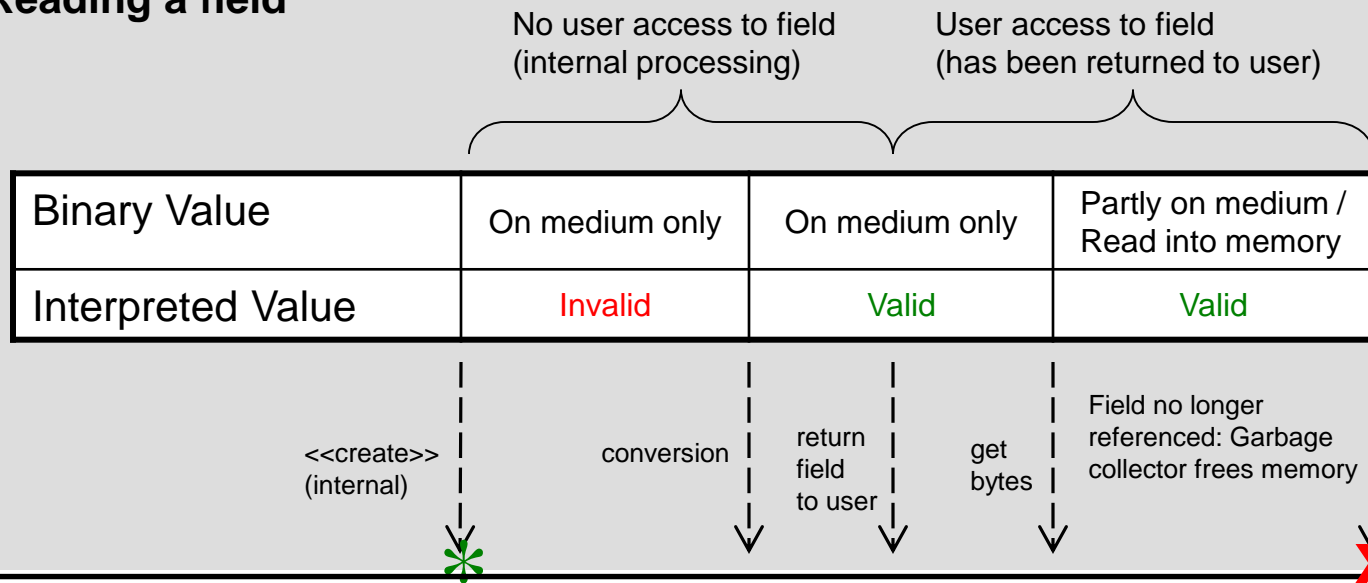 Reading a field
No user access to field
(internal processing)
User access to field
(has been returned to user)
Binary Value
On medium only
On medium only
Partly on medium /
Read into memory
Interpreted Value
Invalid
Valid
Valid
<<create>>
(internal)
conversion
return
field
to user
get
bytes
Field no longer
referenced: Garbage
collector frees memory